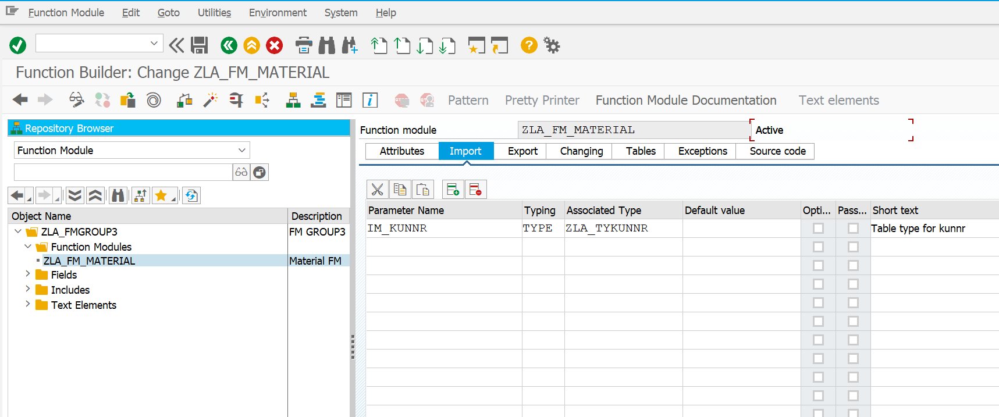 Function Module Edit Goto Utilities Environment System Help
Function Builder: Change ZLA_FM_MATERIAL
Pattern Pretty Printer Function Module Documentation Text elements
Repository Browser
Function module ZLA_FM_MATERIAL Active
Function Module
Attributes Import Export Changing Tables Exceptions Source code
Parameter Name Typing Associated Type Default value Opti... Pass... Short text
Object Name Description
IM_KUNNR TYPE ZLA_TYKUNNR Table type for kunnr
ZLA_FMGROUP3 FM GROUP3
Function Modules
ZLA_FM_MATERIAL Material FM
Fields
Includes
Text Elements